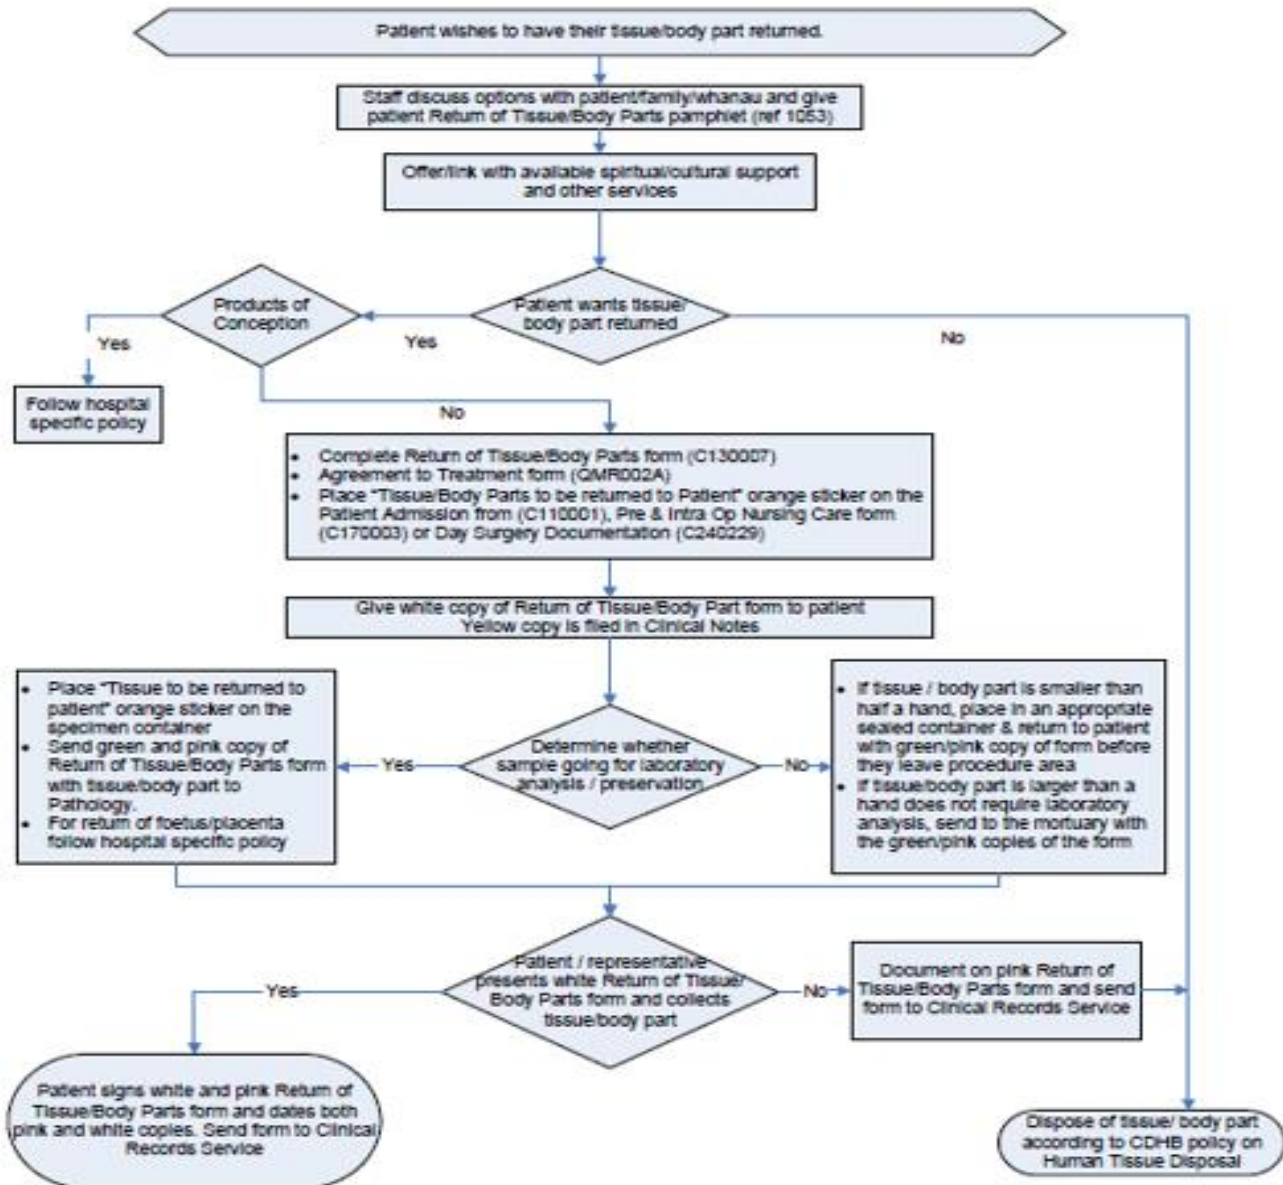 Patient wishes to have their tissue/body part returned.
Staff discuss options with patient/family/whanau and give
patient Return of Tissue/Body Parts pamphlet (ref 1053)
Offer/link with available spiritual/cultural support
and other services
Products of
Conception
Patient wants tissue/
body part returned
Yes
Yes
No
Follow hospital
specific policy
No
• Complete Return of Tissue/Body Parts form (C130007)
• Agreement to Treatment form (QMR002A)
• Place "Tissue/Body Parts to be returned to Patient" orange sticker on the
Patient Admission from (C110001), Pre & Intra Op Nursing Care form
(C170003) or Day Surgery Documentation (C240229)
Give white copy of Return of Tissue/Body Part form to patient
Yellow copy is filed in Clinical Notes
• Place "Tissue to be returned to
patient" orange sticker on the
specimen container
• Send green and pink copy of
Return of Tissue/Body Parts form
with tissue/body part to
Pathology.
• For return of foetus/placenta
follow hospital specific policy
Yes
Determine whether
sample going for laboratory
analysis / preservation
No
• If tissue / body part is smaller than
half a hand, place in an appropriate
sealed container & return to patient
with green/pink copy of form before
they leave procedure area
• If tissue/body part is larger than a
hand does not require laboratory
analysis, send to the mortuary with
the green/pink copies of the form
Yes
Patient / representative
presents white Return of Tissue/
Body Parts form and collects
tissue/body part
No
Document on pink Return of
Tissue/Body Parts form and send
form to Clinical Records Service
Patient signs white and pink Return of
Tissue/Body Parts form and dates both
pink and white copies. Send form to Clinical
Records Service
Dispose of tissue/ body part
according to CDHB policy on
Human Tissue Disposal